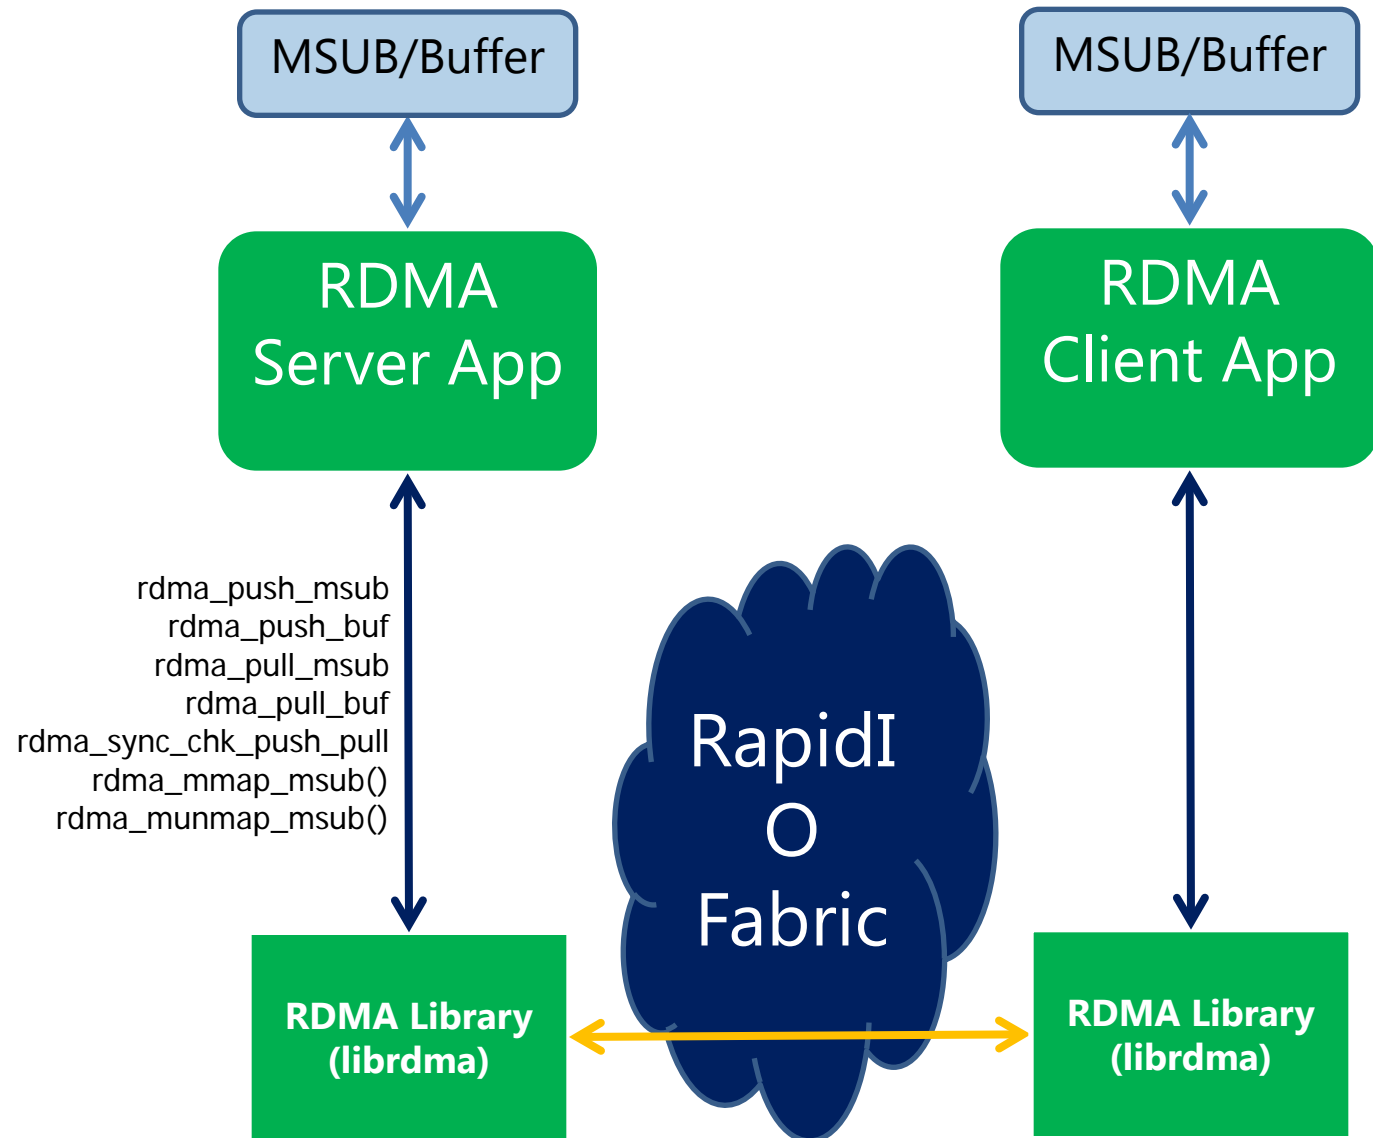 MSUB/Buffer
MSUB/Buffer
RDMA
Server App
RDMA
Client App
rdma_push_msub
rdma_push_buf
rdma_pull_msub
rdma_pull_buf
rdma_sync_chk_push_pull
rdma_mmap_msub()
rdma_munmap_msub()
RapidI
O
Fabric
RDMA Library
(librdma)
RDMA Library
(librdma)